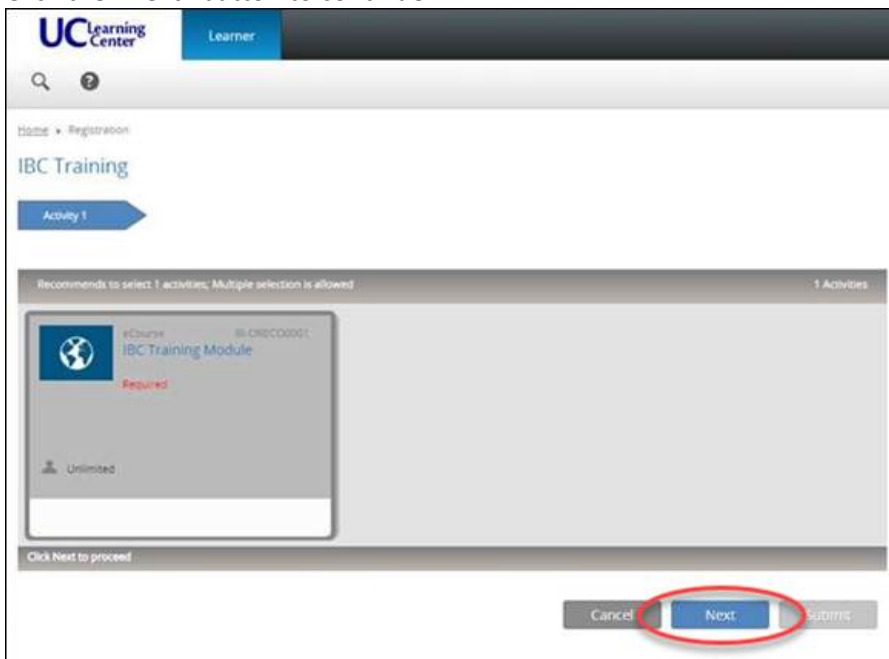 UC Learning Center
Learner
Home ▸ Registration
IBC Training
Activity 1
Recommends to select 1 activities; Multiple selection is allowed
1 Activities
eCourse
IBC Training Module
Required
Unlimited
Click Next to proceed
Cancel
Next
Submit